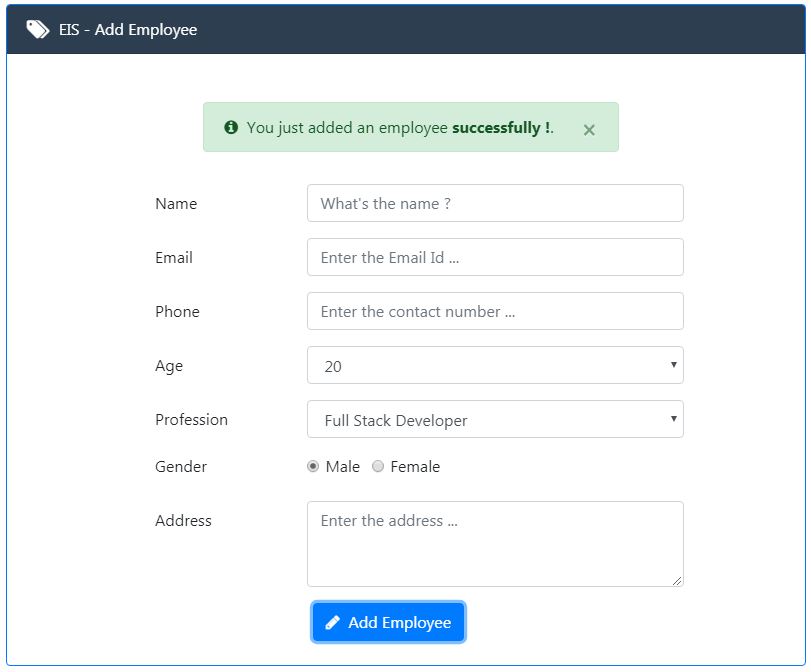 EIS - Add Employee
You just added an employee successfully !.  ×
Name What's the name ?
Email Enter the Email Id ...
Phone Enter the contact number ...
Age 20
Profession Full Stack Developer
Gender Male Female
Address Enter the address ...
Add Employee